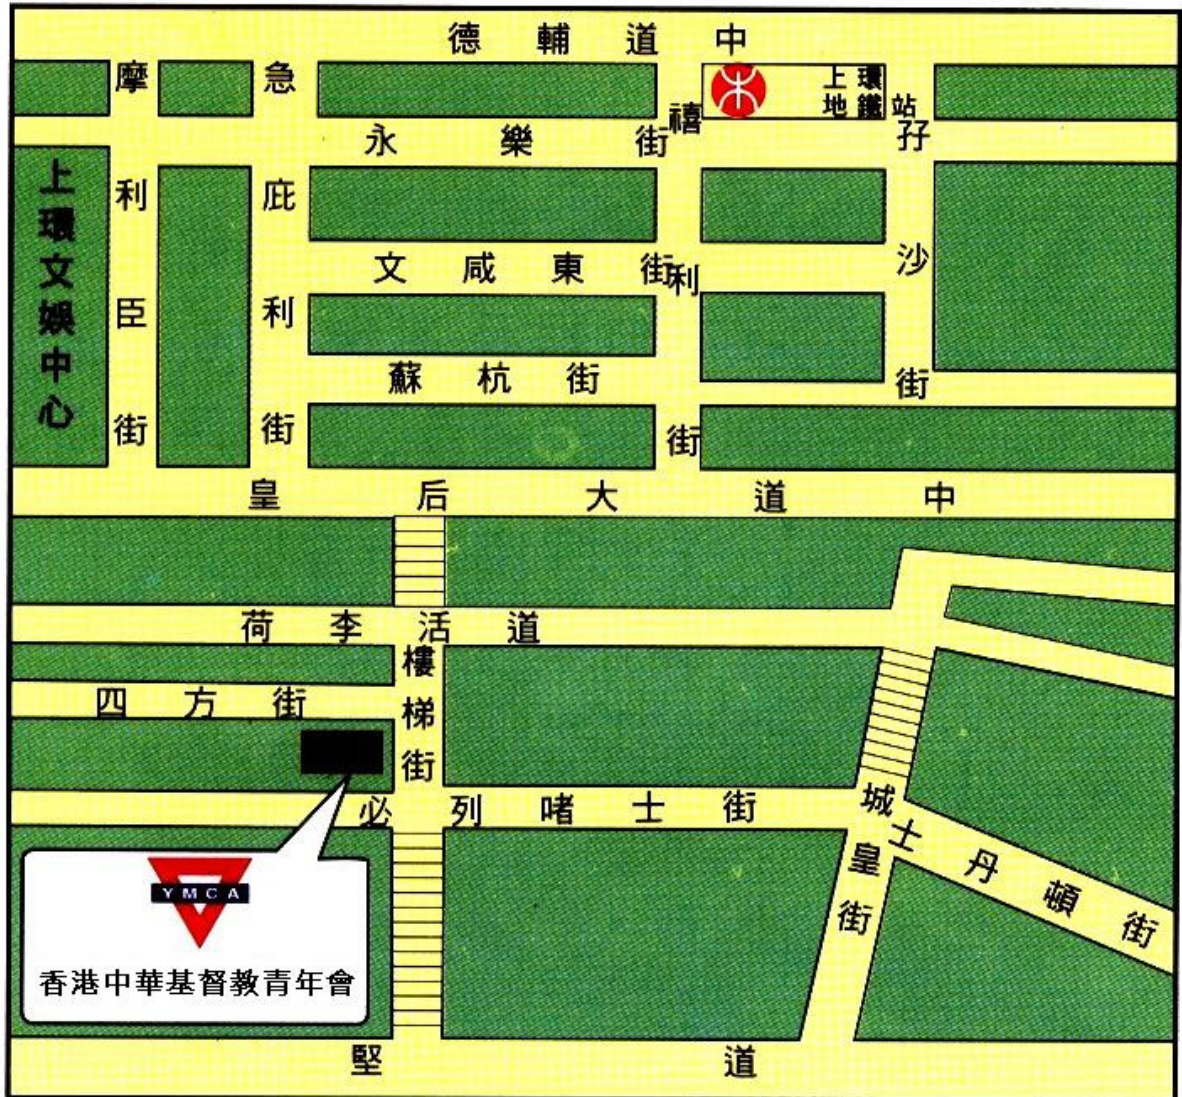 德輔道中
摩利臣街
急庇利街
禧利街
上環
地鐵站
孖沙街
永樂街
上環文娛中心
文咸東街
蘇杭街
皇后大道中
荷李活道
樓梯街
四方街
必列啫士街
城皇街
士丹頓街
YMCA
香港中華基督教青年會
堅道